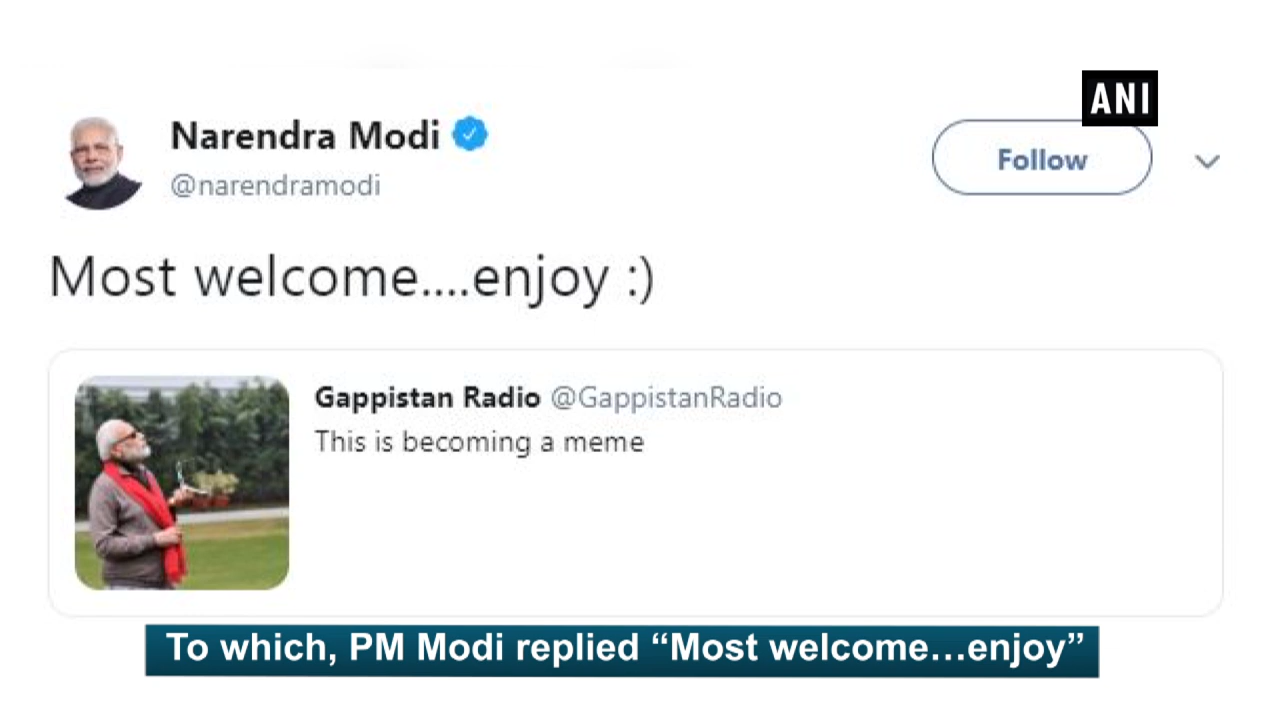 ANI
Narendra Modi
@narendramodi
Follow
Most welcome....enjoy :)
Gappistan Radio @GappistanRadio
This is becoming a meme
To which, PM Modi replied “Most welcome…enjoy”